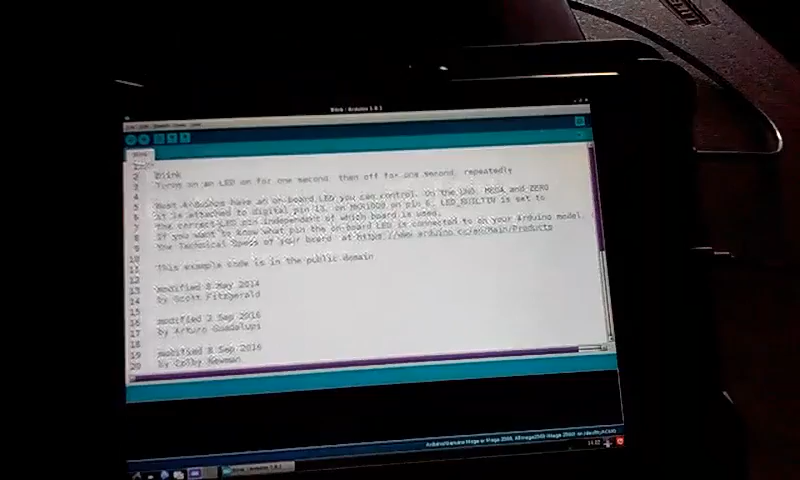 Blink - Arduino 1.8.1
Blink
1
2 Blink
3 Turns on an LED on for one second, then off for one second, repeatedly
4
5 Most Arduinos have an on-board LED you can control. On the UNO, MEGA and ZERO
6 it is attached to digital pin 13, on MKR1000 on pin 6. LED_BUILTIN is set to
7 the correct LED pin independent of which board is used.
8 If you want to know what pin the on-board LED is connected to on your Arduino model,
9 the Technical Specs of your board at https://www.arduino.cc/en/Main/Products
10
11 This example code is in the public domain
12
13 modified 8 May 2014
14 by Scott Fitzgerald
15
16 modified 2 Sep 2016
17 by Arturo Guadalupi
18
19 modified 8 Sep 2016
20 by Colby Newman
Blink - Arduino 1.8.1